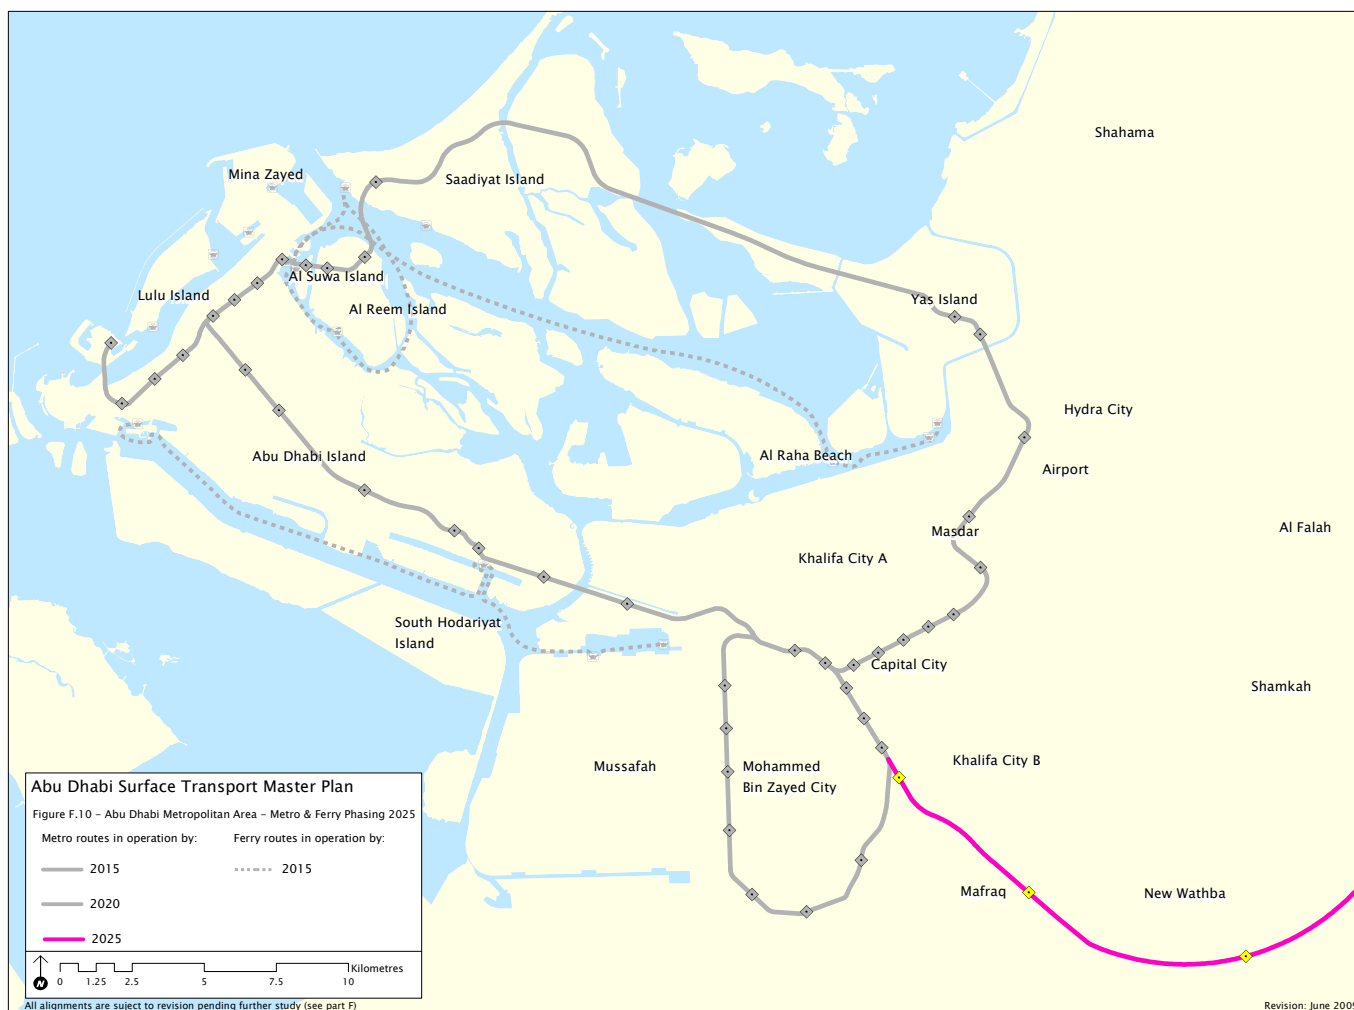 Shahama
Mina Zayed
Saadiyat Island
Al Suwa Island
Lulu Island
Al Reem Island
Yas Island
Hydra City
Abu Dhabi Island
Al Raha Beach
Airport
Masdar
Al Falah
Khalifa City A
South Hodariyat
Island
Capital City
Shamkah
Mussafah
Mohammed
Bin Zayed City
Khalifa City B
Mafraq
New Wathba
Abu Dhabi Surface Transport Master Plan
Figure F.10 - Abu Dhabi Metropolitan Area - Metro & Ferry Phasing 2025
Metro routes in operation by: Ferry routes in operation by:
2015 2015
2020
2025
Kilometres
N 0 1.25 2.5 5 7.5 10
All alignments are suject to revision pending further study (see part F)
Revision: June 2009